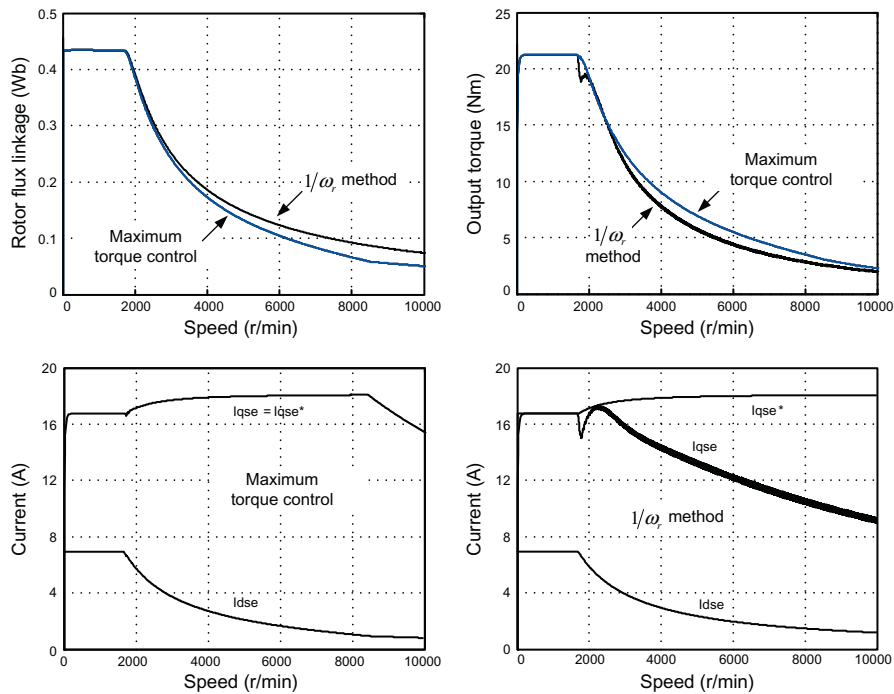 0.5
0.4
0.3
0.2
0.1
0
Rotor flux linkage (Wb)
1/ωr method
Maximum
torque control
0 2000 4000 6000 8000 10000
Speed (r/min)
25
20
15
10
5
0
Output torque (Nm)
Maximum
torque control
1/ωr
method
0 2000 4000 6000 8000 10000
Speed (r/min)
20
16
12
8
4
0
Current (A)
Iqse = Iqse*
Maximum
torque control
Idse
0 2000 4000 6000 8000 10000
Speed (r/min)
20
16
12
8
4
0
Current (A)
Iqse*
Iqse
1/ωr method
Idse
0 2000 4000 6000 8000 10000
Speed (r/min)